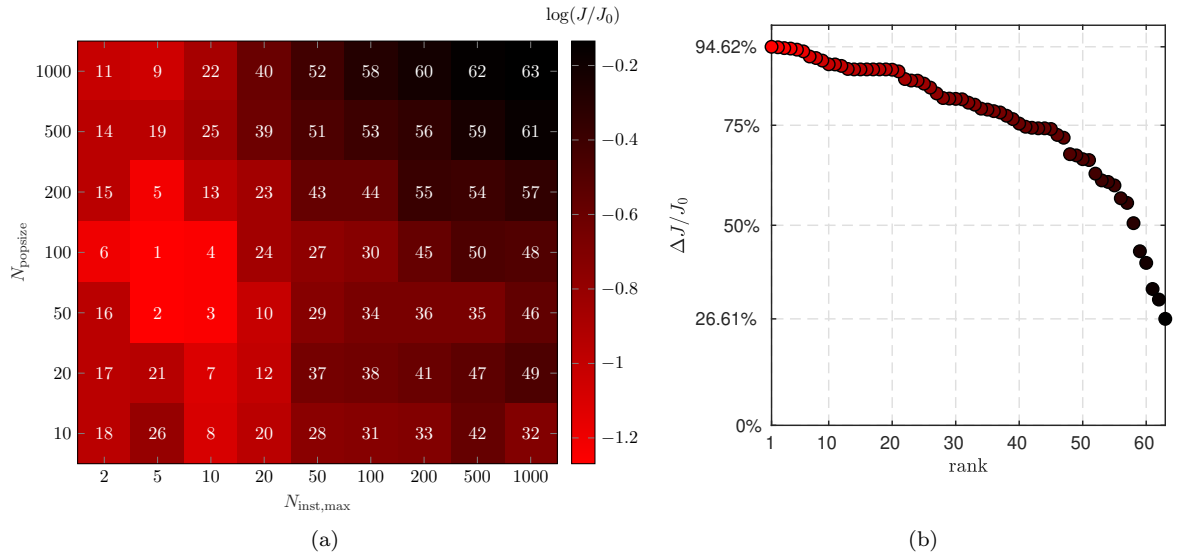 log(J/J0)
1000 11 9 22 40 52 58 60 62 63
500 14 19 25 39 51 53 56 59 61
200 15 5 13 23 43 44 55 54 57
100 6 1 4 24 27 30 45 50 48
50 16 2 3 10 29 34 36 35 46
20 17 21 7 12 37 38 41 47 49
10 18 26 8 20 28 31 33 42 32
2 5 10 20 50 100 200 500 1000
N_inst,max
N_popsize
−0.2
−0.4
−0.6
−0.8
−1
−1.2
(a)
94.62%
75%
50%
26.61%
0%
ΔJ/J0
1 10 20 30 40 50 60
rank
(b)